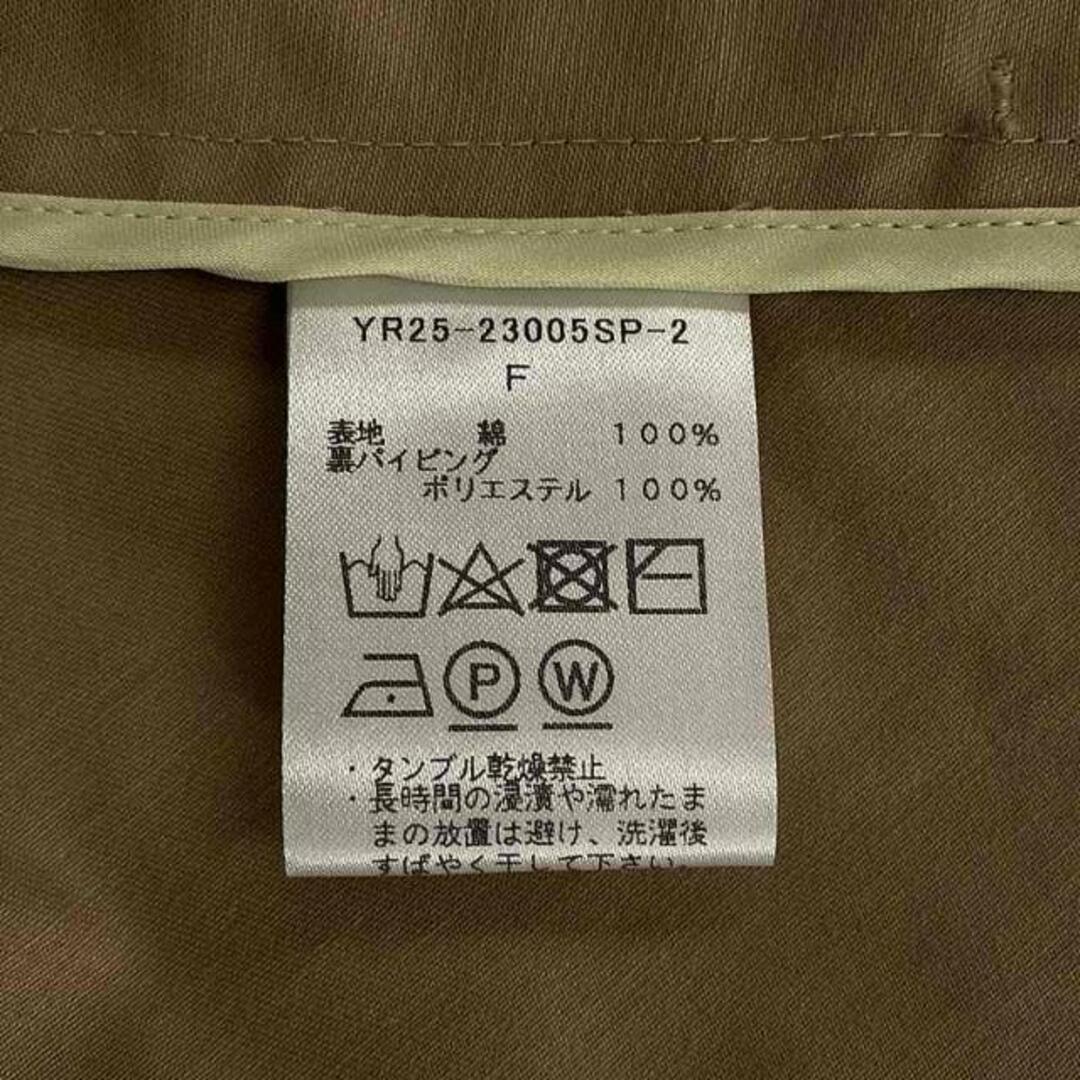 YR25-23005SP-2
F
表地 綿 100%
裏パイピング
ポリエステル 100%
P W
・タンブル乾燥禁止
・長時間の浸漬や濡れたま
まの放置は避け、洗濯後
すばやく干して下さい。